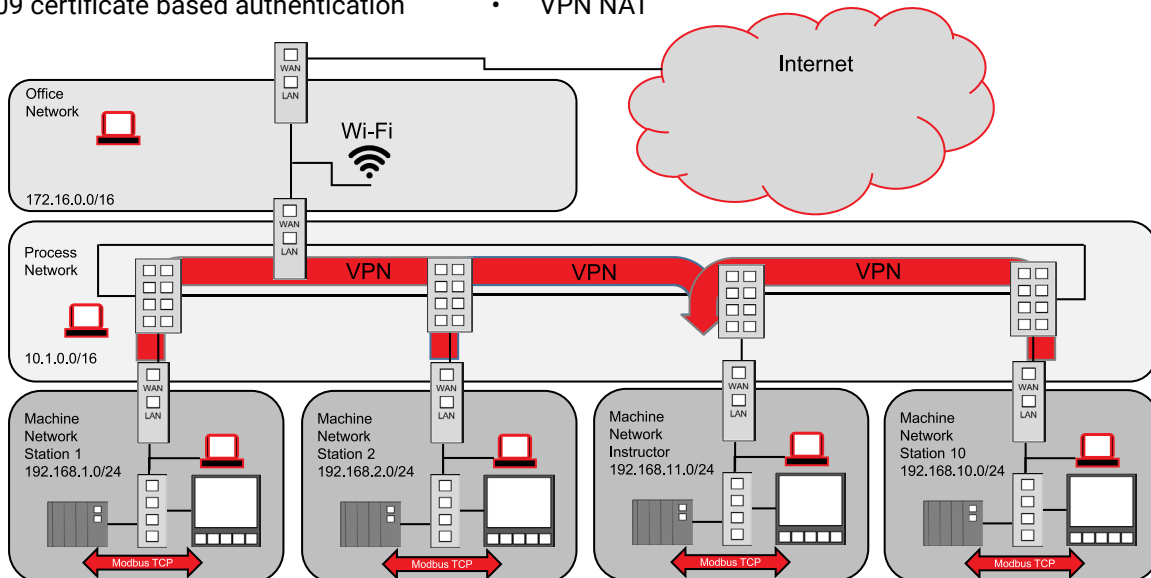 09 certificate based authentication
• VPN NAT
WAN
LAN
Internet
Office
Network
Wi-Fi
172.16.0.0/16
WAN
LAN
Process
Network
VPN
VPN
VPN
10.1.0.0/16
WAN
LAN
WAN
LAN
WAN
LAN
WAN
LAN
Machine
Network
Station 1
192.168.1.0/24
Modbus TCP
Machine
Network
Station 2
192.168.2.0/24
Modbus TCP
Machine
Network
Instructor
192.168.11.0/24
Modbus TCP
Machine
Network
Station 10
192.168.10.0/24
Modbus TCP